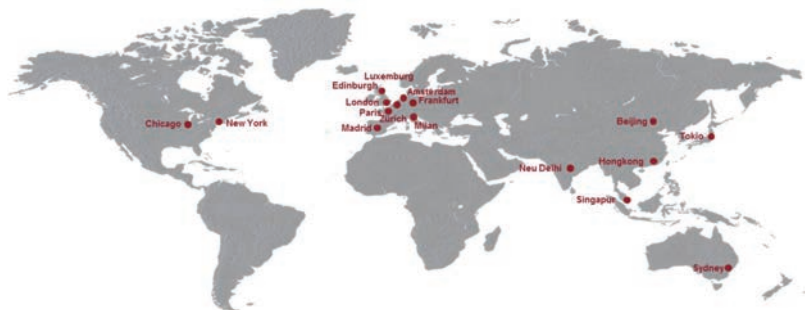 Luxemburg
Edinburgh
Amsterdam
London
Frankfurt
Paris
Zürich
Milan
Madrid
Chicago
New York
Beijing
Tokio
Neu Delhi
Hongkong
Singapur
Sydney